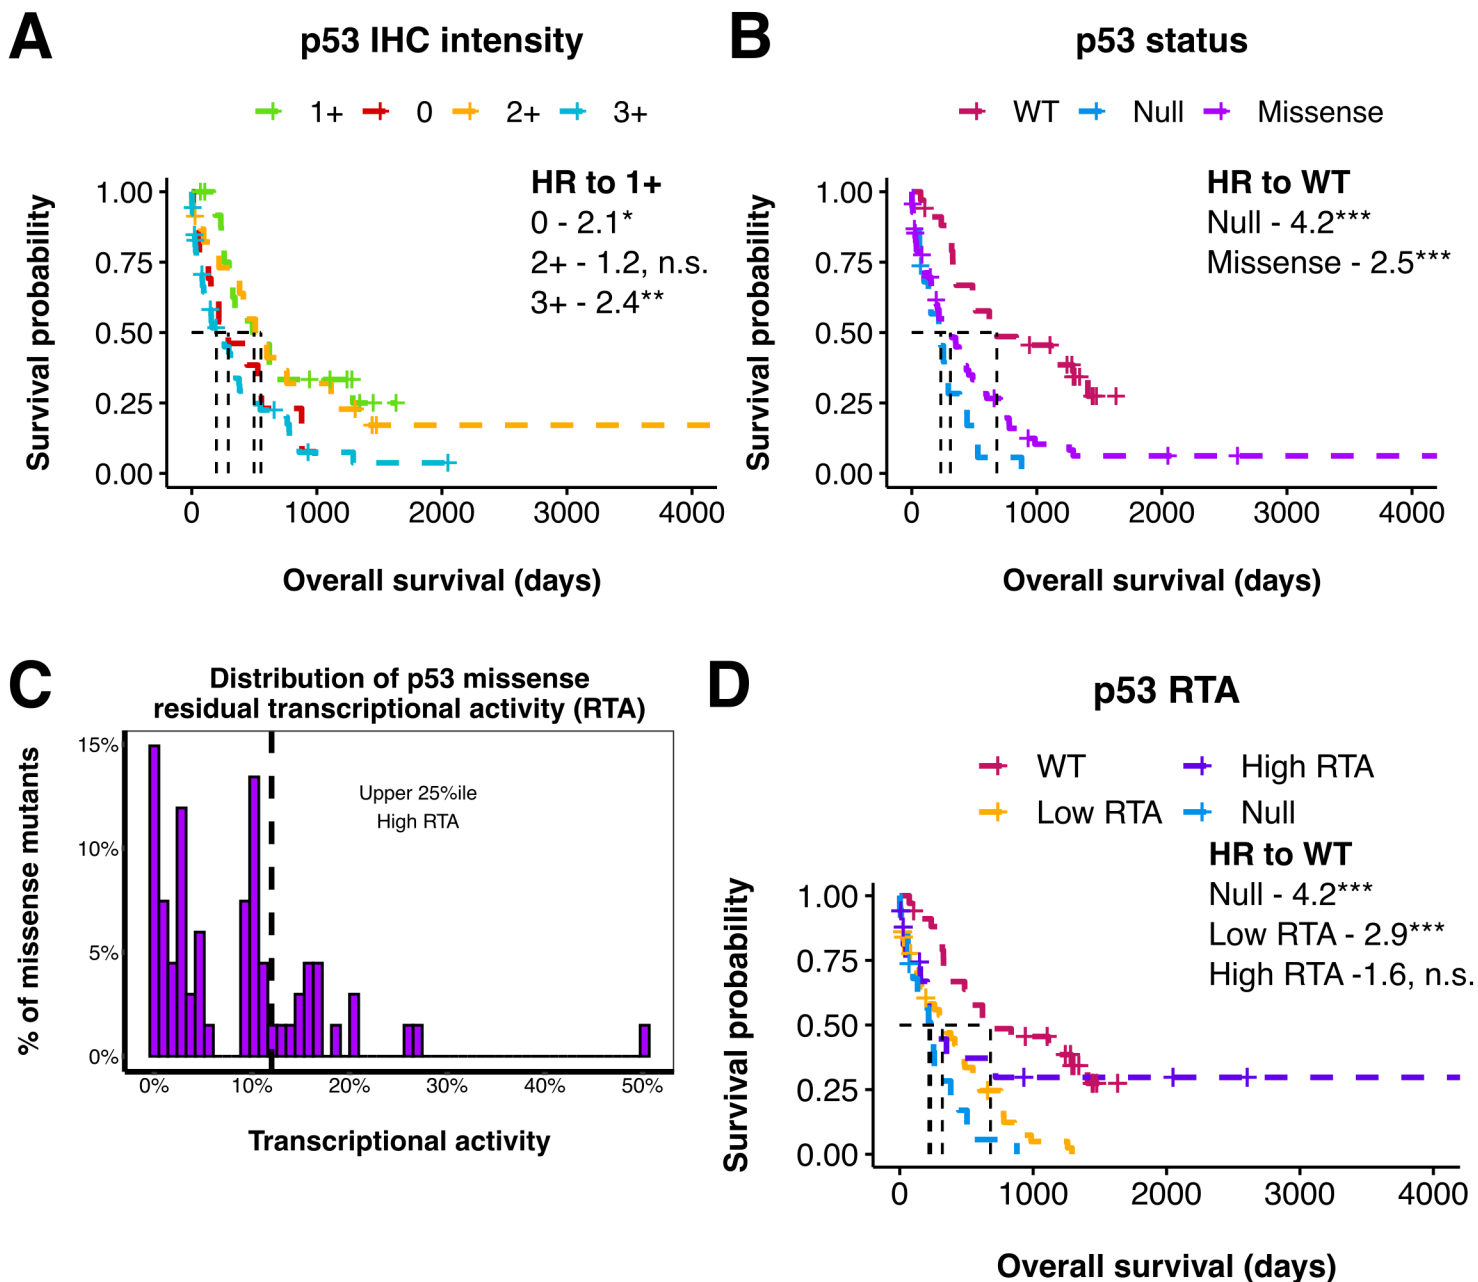 A
p53 IHC intensity
1+ 0 2+ 3+
HR to 1+
0 - 2.1*
2+ - 1.2, n.s.
3+ - 2.4**
Survival probability
1.00
0.75
0.50
0.25
0.00
0 1000 2000 3000 4000
Overall survival (days)
B
p53 status
WT Null Missense
HR to WT
Null - 4.2***
Missense - 2.5***
Survival probability
1.00
0.75
0.50
0.25
0.00
0 1000 2000 3000 4000
Overall survival (days)
C
Distribution of p53 missense
residual transcriptional activity (RTA)
Upper 25%ile
High RTA
% of missense mutants
15%
10%
5%
0%
0% 10% 20% 30% 40% 50%
Transcriptional activity
D
p53 RTA
WT High RTA
Low RTA Null
HR to WT
Null - 4.2***
Low RTA - 2.9***
High RTA -1.6, n.s.
Survival probability
1.00
0.75
0.50
0.25
0.00
0 1000 2000 3000 4000
Overall survival (days)